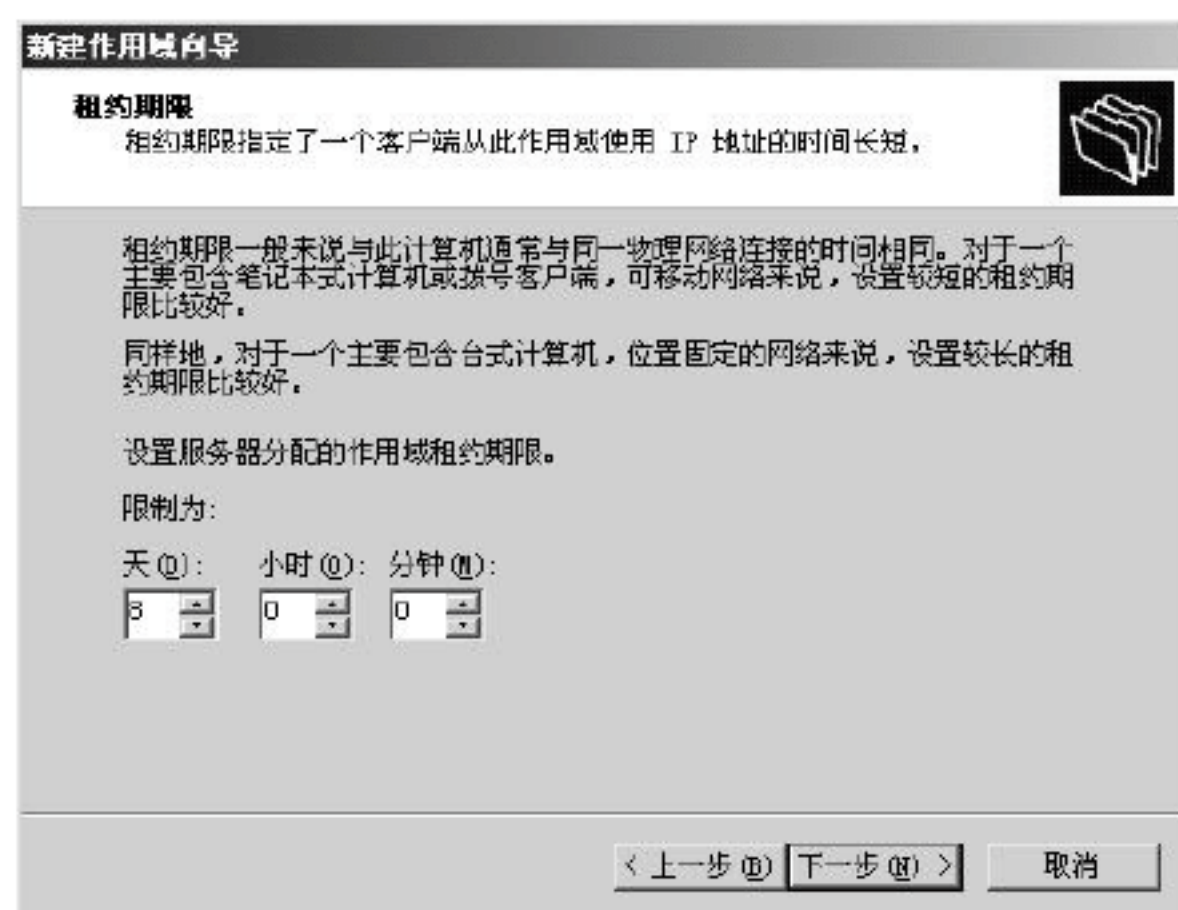 新建作用域向导
租约期限
租约期限指定了一个客户端从此作用域使用 IP 地址的时间长短。
租约期限一般来说与此计算机通常与同一物理网络连接的时间相同。对于一个
主要包含笔记本式计算机或拨号客户端，可移动网络来说，设置较短的租约期
限比较好。
同样地，对于一个主要包含台式计算机，位置固定的网络来说，设置较长的租
约期限比较好。
设置服务器分配的作用域租约期限。
限制为:
天(D): 小时(O): 分钟(M):
8 0 0
< 上一步(B) 下一步(N) > 取消